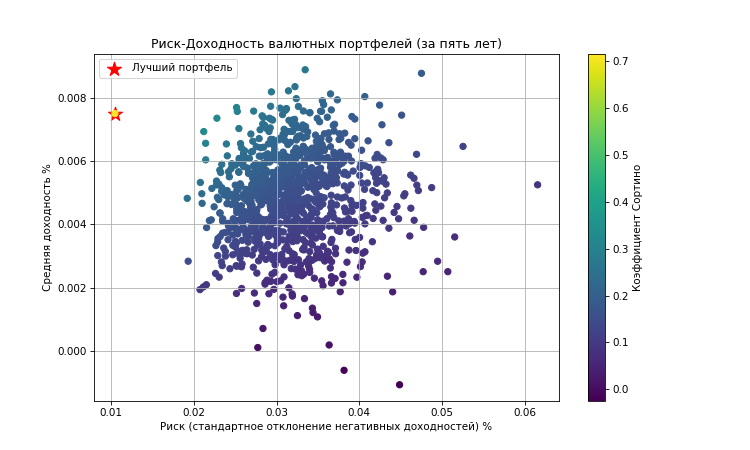 Риск-Доходность валютных портфелей (за пять лет)
Лучший портфель
Средняя доходность %
0.008
0.006
0.004
0.002
0.000
0.01 0.02 0.03 0.04 0.05 0.06
Риск (стандартное отклонение негативных доходностей) %
0.7
0.6
0.5
0.4
0.3
0.2
0.1
0.0
Коэффициент Сортино